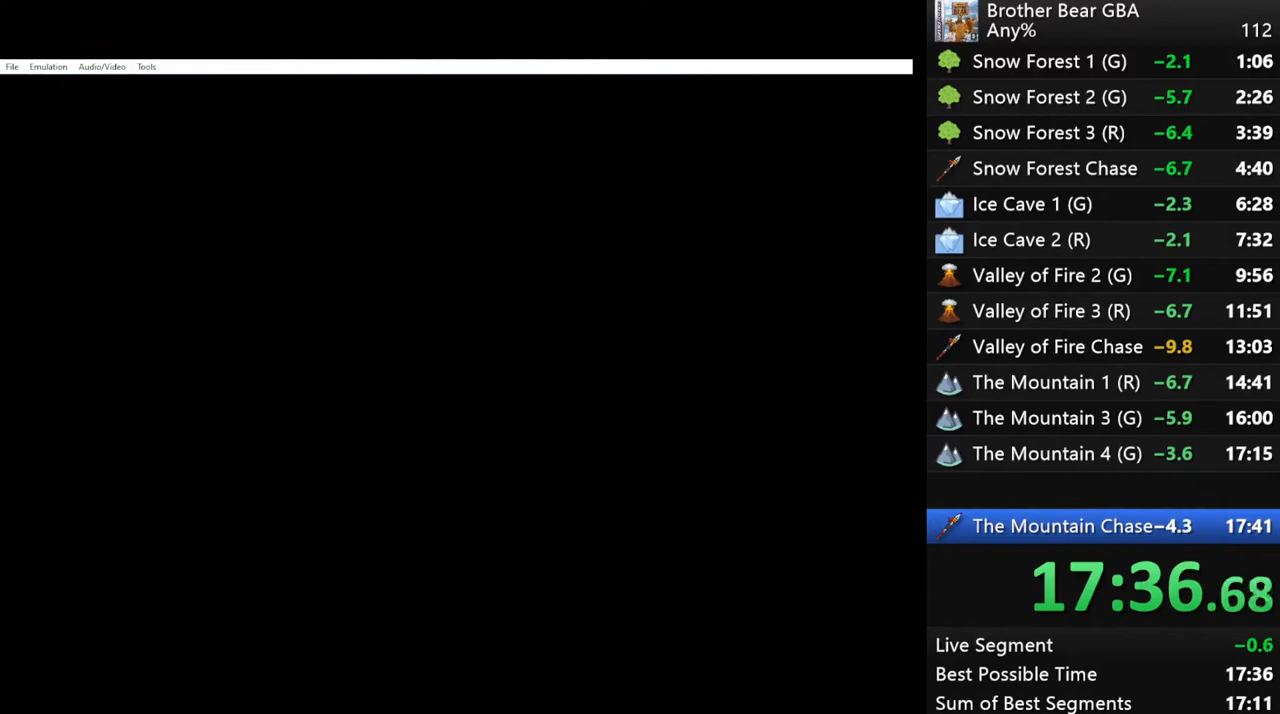 File Emulation Audio/Video Tools
Brother Bear GBA
Any% 112
Snow Forest 1 (G) −2.1 1:06
Snow Forest 2 (G) −5.7 2:26
Snow Forest 3 (R) −6.4 3:39
Snow Forest Chase −6.7 4:40
Ice Cave 1 (G) −2.3 6:28
Ice Cave 2 (R) −2.1 7:32
Valley of Fire 2 (G) −7.1 9:56
Valley of Fire 3 (R) −6.7 11:51
Valley of Fire Chase −9.8 13:03
The Mountain 1 (R) −6.7 14:41
The Mountain 3 (G) −5.9 16:00
The Mountain 4 (G) −3.6 17:15
The Mountain Chase −4.3 17:41
17:36.68
Live Segment −0.6
Best Possible Time 17:36
Sum of Best Segments 17:11